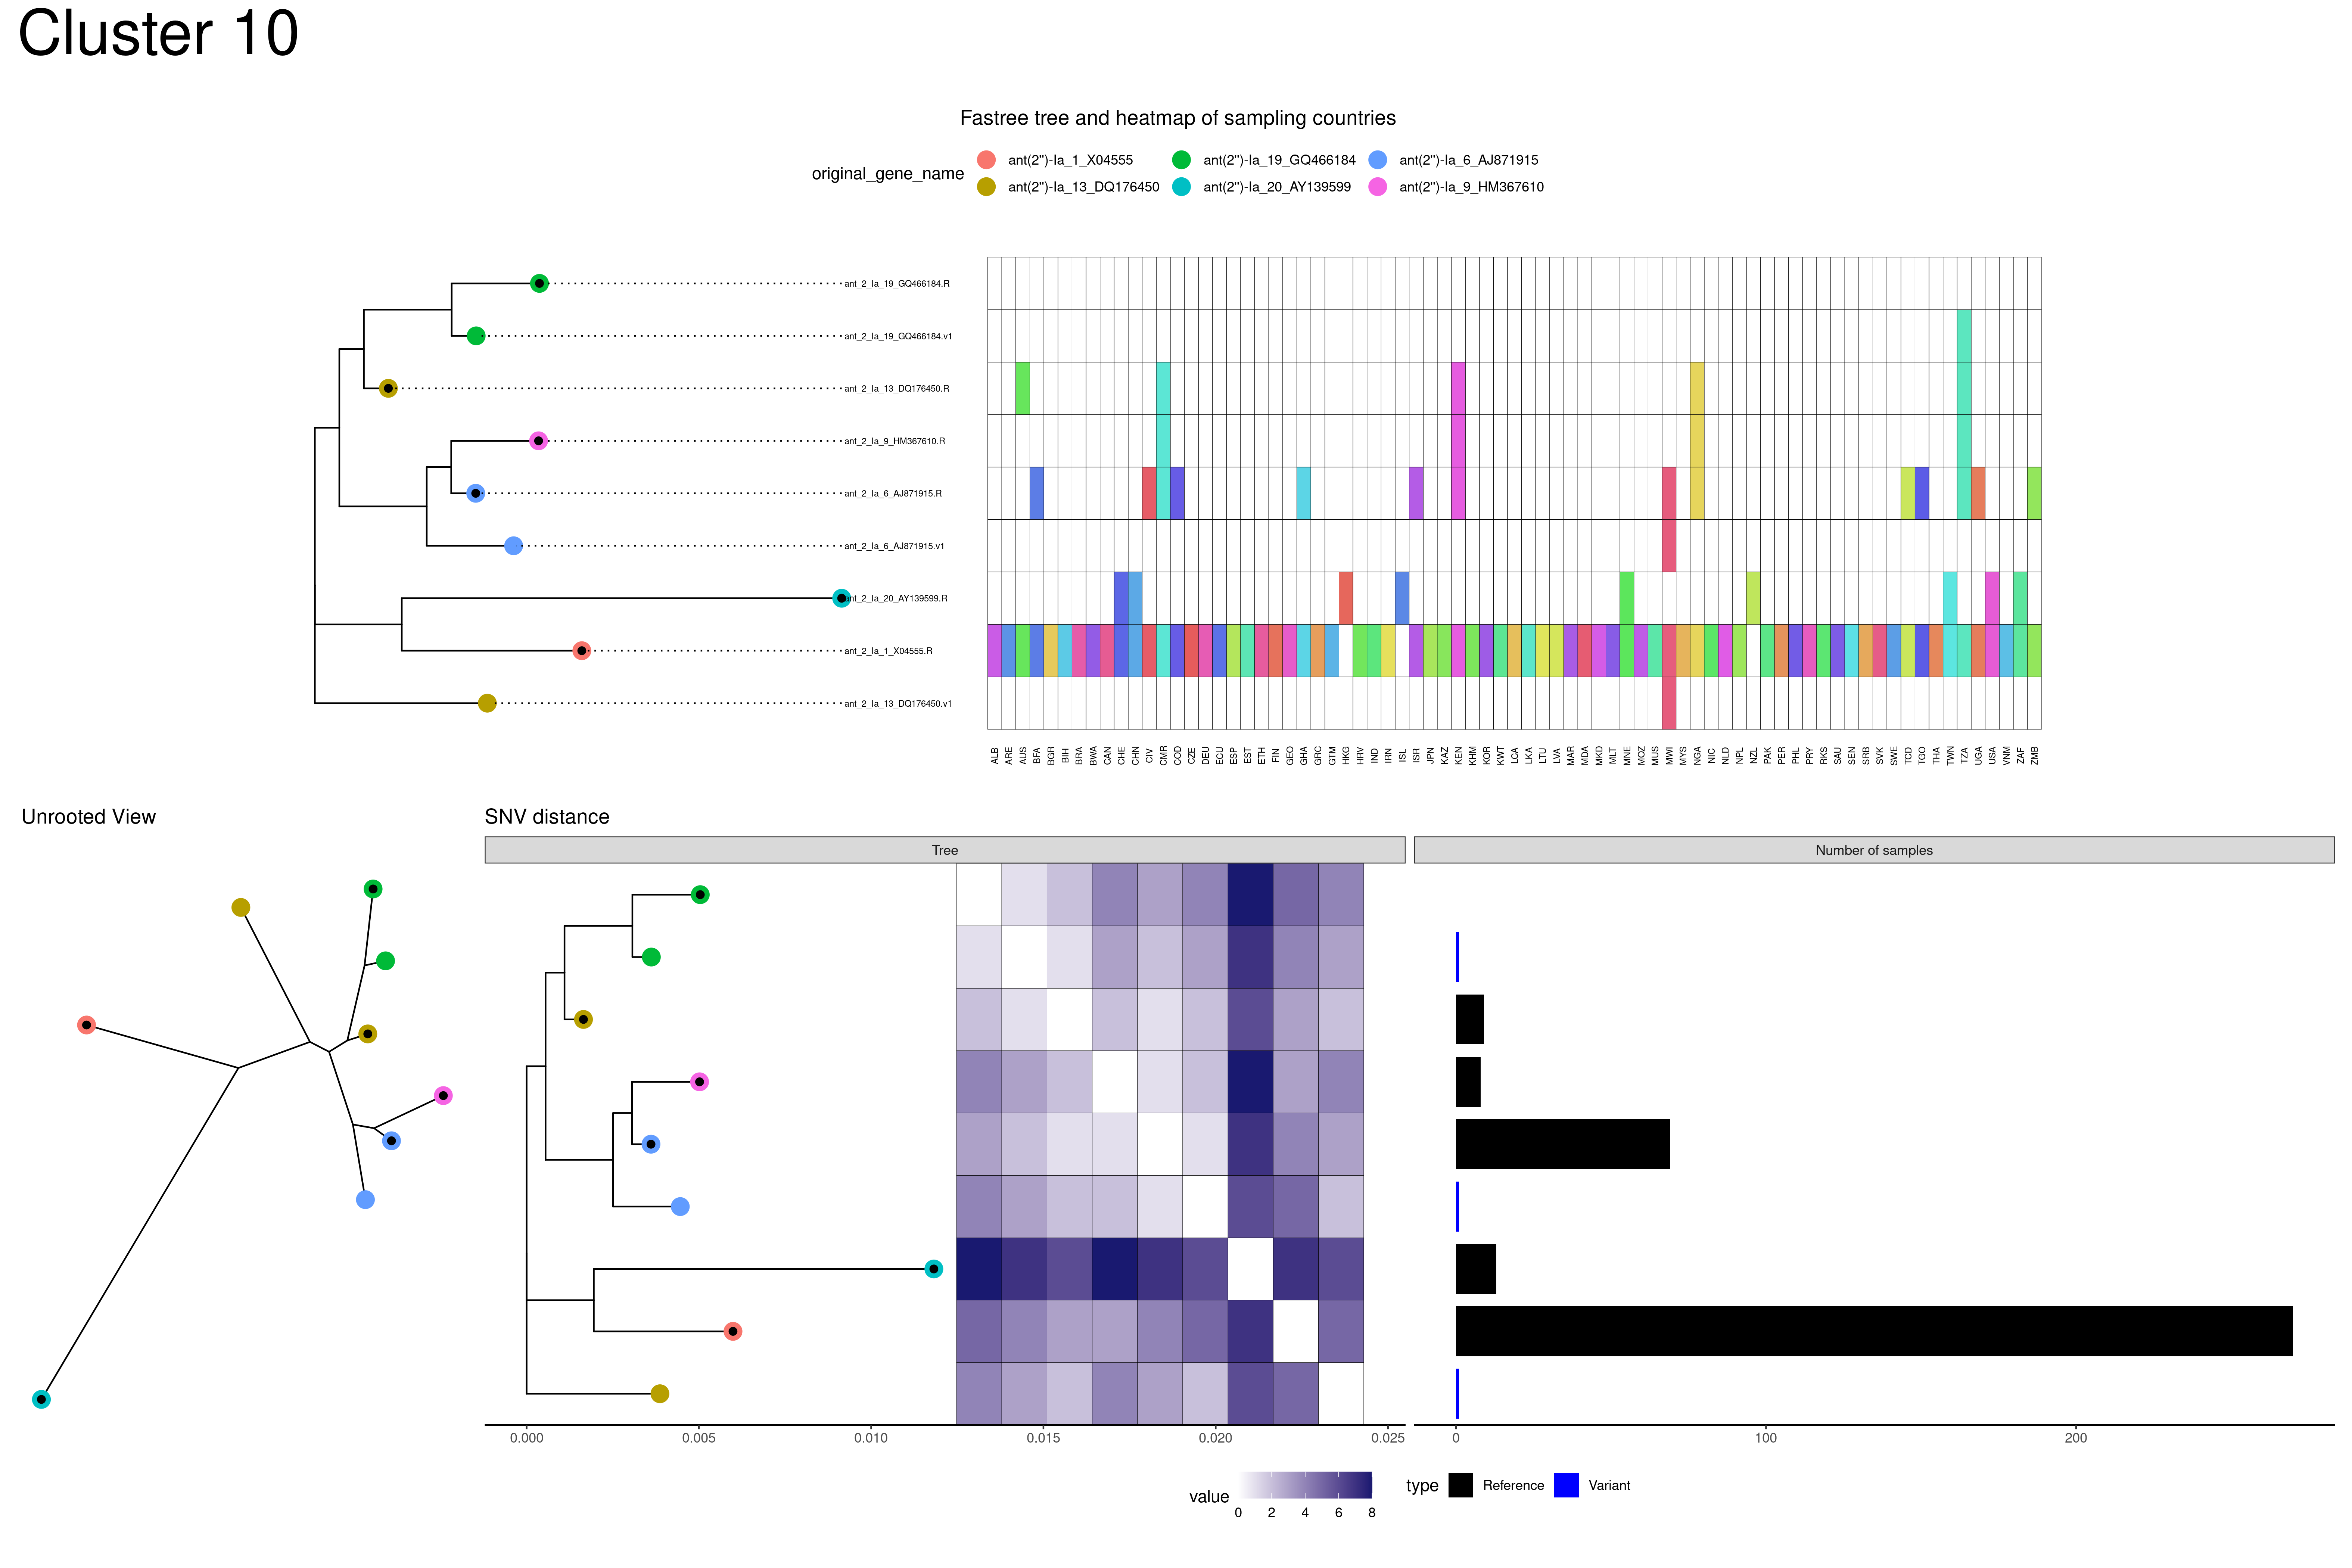 Cluster 10
Fastree tree and heatmap of sampling countries
original_gene_name
ant(2'')-Ia_1_X04555 ant(2'')-Ia_19_GQ466184 ant(2'')-Ia_6_AJ871915
ant(2'')-Ia_13_DQ176450 ant(2'')-Ia_20_AY139599 ant(2'')-Ia_9_HM367610
ant_2_Ia_19_GQ466184.R
ant_2_Ia_19_GQ466184.v1
ant_2_Ia_13_DQ176450.R
ant_2_Ia_9_HM367610.R
ant_2_Ia_6_AJ871915.R
ant_2_Ia_6_AJ871915.v1
ant_2_Ia_20_AY139599.R
ant_2_Ia_1_X04555.R
ant_2_Ia_13_DQ176450.v1
ALB ARE AUS BFA BGR BIH BRA BWA CAN CHE CHN CIV CMR COD CZE DEU ECU ESP EST ETH FIN GEO GHA GRC GTM HKG HRV IND IRN ISL ISR JPN KAZ KEN KHM KOR KWT LCA LKA LTU LVA MAR MDA MKD MLT MNE MOZ MUS MWI MYS NGA NIC NLD NPL NZL PAK PER PHL PRY RKS SAU SEN SRB SVK SWE TCD TGO THA TWN TZA UGA USA VNM ZAF ZMB
Unrooted View
SNV distance
Tree
Number of samples
0.000 0.005 0.010 0.015 0.020 0.025
0 100 200
value
0 2 4 6 8
type Reference Variant